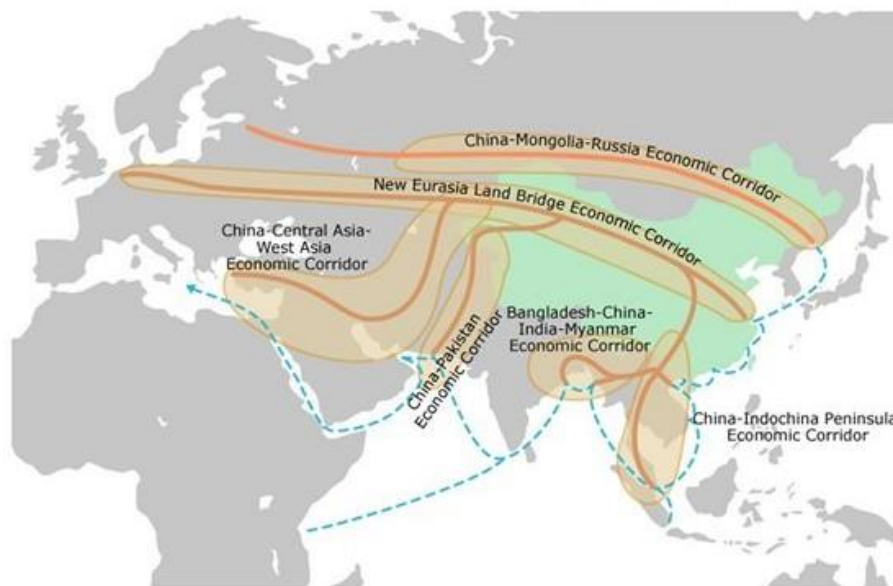 China-Mongolia-Russia Economic Corridor
New Eurasia Land Bridge Economic Corridor
China-Central Asia-
West Asia
Economic Corridor
Bangladesh-China-
India-Myanmar
Economic Corridor
China-Pakistan
Economic Corridor
China-Indochina Peninsula
Economic Corridor